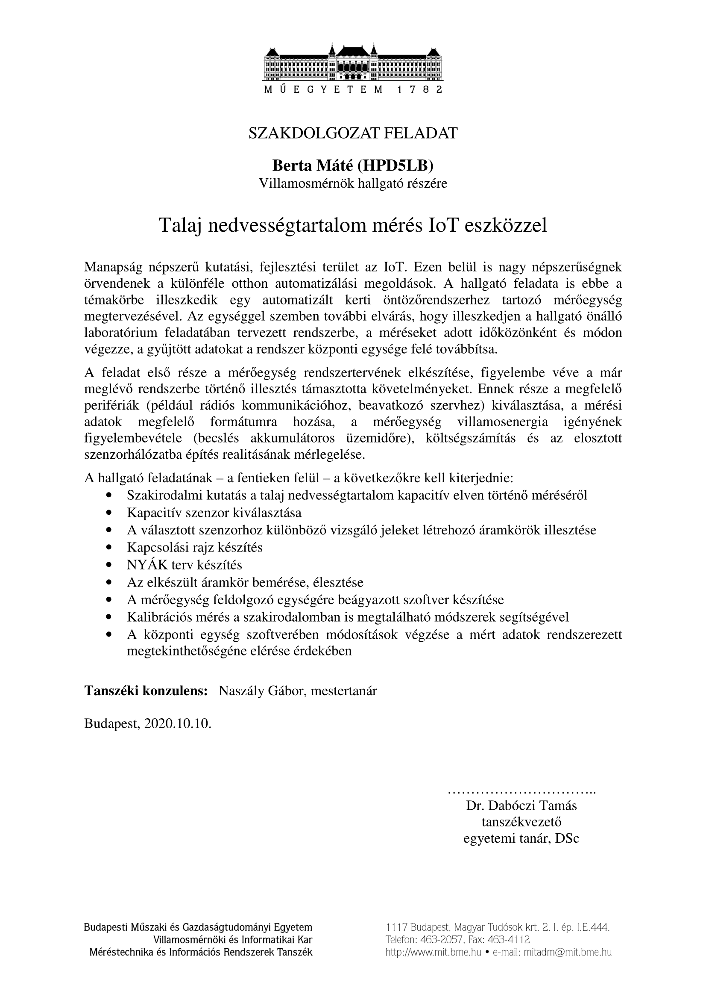 MŰEGYETEM 1782
SZAKDOLGOZAT FELADAT
Berta Máté (HPD5LB)
Villamosmérnök hallgató részére
Talaj nedvességtartalom mérés IoT eszközzel
Manapság népszerű kutatási, fejlesztési terület az IoT. Ezen belül is nagy népszerűségnek
örvendenek a különféle otthon automatizálási megoldások. A hallgató feladata is ebbe a
témakörbe illeszkedik egy automatizált kerti öntözőrendszerhez tartozó mérőegység
megtervezésével. Az egységgel szemben további elvárás, hogy illeszkedjen a hallgató önálló
laboratórium feladatában tervezett rendszerbe, a méréseket adott időközönként és módon
végezze, a gyűjtött adatokat a rendszer központi egysége felé továbbítsa.
A feladat első része a mérőegység rendszertervének elkészítése, figyelembe véve a már
meglévő rendszerbe történő illesztés támasztotta követelményeket. Ennek része a megfelelő
perifériák (például rádiós kommunikációhoz, beavatkozó szervhez) kiválasztása, a mérési
adatok megfelelő formátumra hozása, a mérőegység villamosenergia igényének
figyelembevétele (becslés akkumulátoros üzemidőre), költségszámítás és az elosztott
szenzorhálózatba építés realitásának mérlegelése.
A hallgató feladatának – a fentieken felül – a következőkre kell kiterjednie:
• Szakirodalmi kutatás a talaj nedvességtartalom kapacitív elven történő méréséről
• Kapacitív szenzor kiválasztása
• A választott szenzorhoz különböző vizsgáló jeleket létrehozó áramkörök illesztése
• Kapcsolási rajz készítés
• NYÁK terv készítés
• Az elkészült áramkör bemérése, élesztése
• A mérőegység feldolgozó egységére beágyazott szoftver készítése
• Kalibrációs mérés a szakirodalomban is megtalálható módszerek segítségével
• A központi egység szoftverében módosítások végzése a mért adatok rendszerezett
megtekinthetőségéne elérése érdekében
Tanszéki konzulens: Naszály Gábor, mestertanár
Budapest, 2020.10.10.
…………………………..
Dr. Dabóczi Tamás
tanszékvezető
egyetemi tanár, DSc
Budapesti Műszaki és Gazdaságtudományi Egyetem
Villamosmérnöki és Informatikai Kar
Méréstechnika és Információs Rendszerek Tanszék
1117 Budapest, Magyar Tudósok krt. 2. I. ép. I.E.444.
Telefon: 463-2057, Fax: 463-4112
http://www.mit.bme.hu • e-mail: mitadm@mit.bme.hu